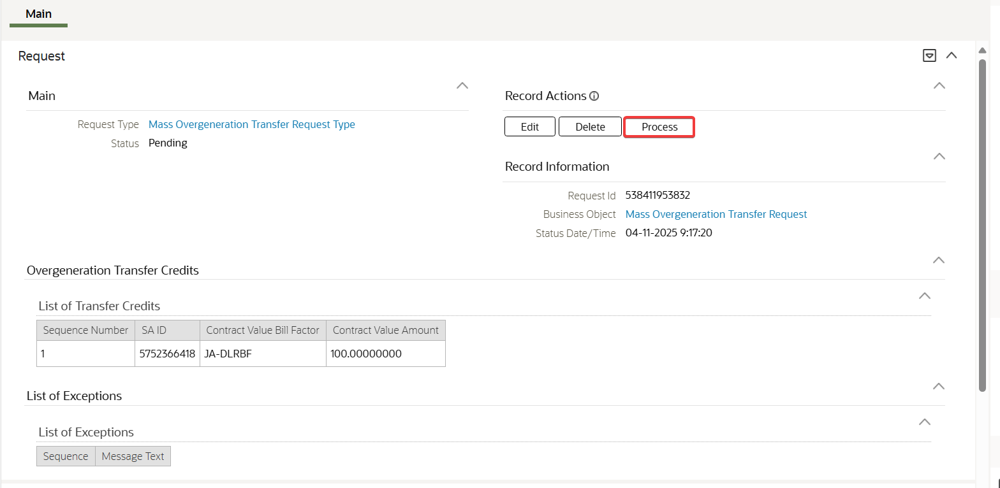 Main
Request
Main
Request Type Mass Overgeneration Transfer Request Type
Status Pending
Record Actions
Edit Delete Process
Record Information
Request Id 538411953832
Business Object Mass Overgeneration Transfer Request
Status Date/Time 04-11-2025 9:17:20
Overgeneration Transfer Credits
List of Transfer Credits
Sequence Number SA ID Contract Value Bill Factor Contract Value Amount
1 5752366418 JA-DLRBF 100.00000000
List of Exceptions
List of Exceptions
Sequence Message Text